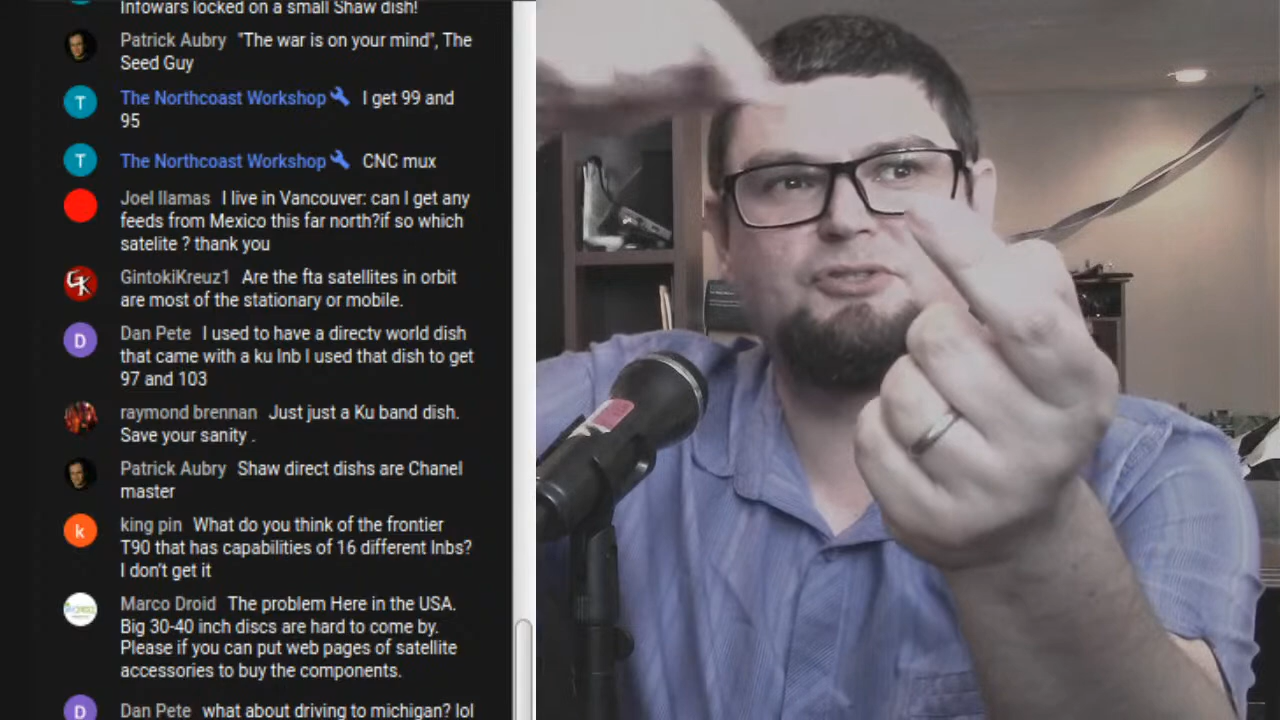 Infowars locked on a small Shaw dish!
Patrick Aubry "The war is on your mind", The
Seed Guy
T The Northcoast Workshop I get 99 and
95
T The Northcoast Workshop CNC mux
Joel llamas I live in Vancouver: can I get any
feeds from Mexico this far north?if so which
satelite ? thank you
GK GintokiKreuz1 Are the fta satellites in orbit
are most of the stationary or mobile.
D Dan Pete I used to have a directv world dish
that came with a ku lnb I used that dish to get
97 and 103
raymond brennan Just just a Ku band dish.
Save your sanity .
Patrick Aubry Shaw direct dishs are Chanel
master
k king pin What do you think of the frontier
T90 that has capabilities of 16 different lnbs?
I don't get it
Marco Droid The problem Here in the USA.
Big 30-40 inch discs are hard to come by.
Please if you can put web pages of satellite
accessories to buy the components.
D Dan Pete what about driving to michigan? lol